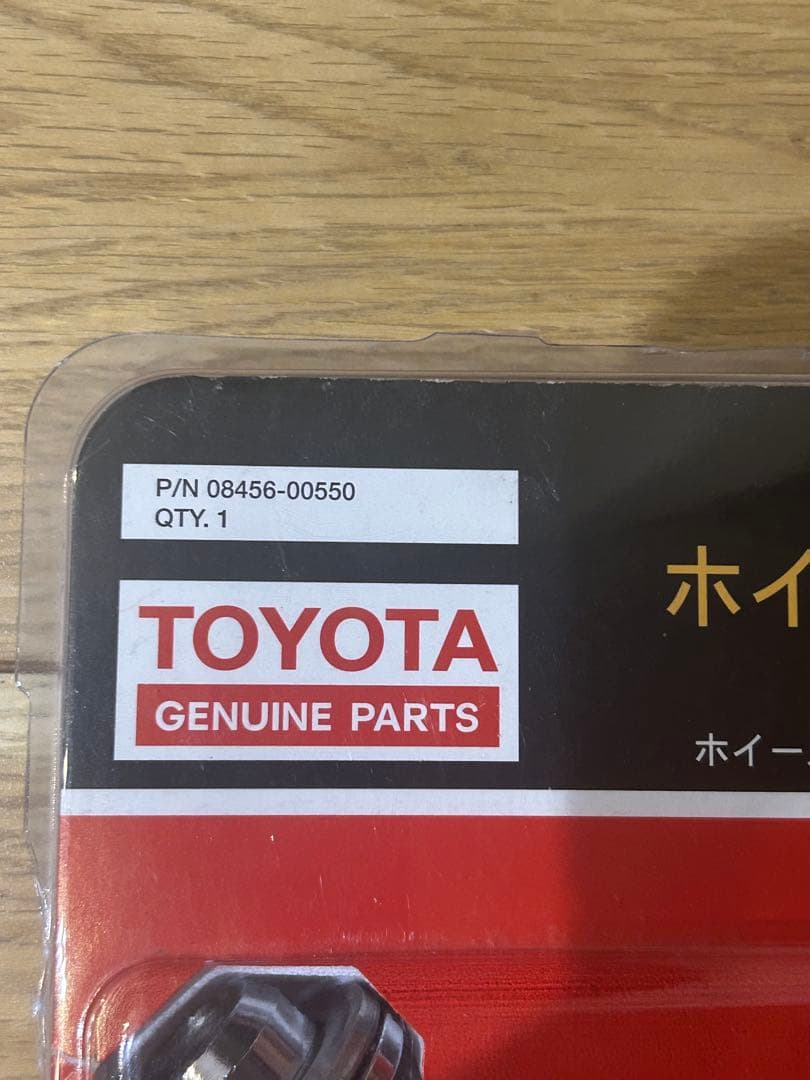 P/N 08456-00550
QTY. 1
TOYOTA
GENUINE PARTS
ホイ
ホイー